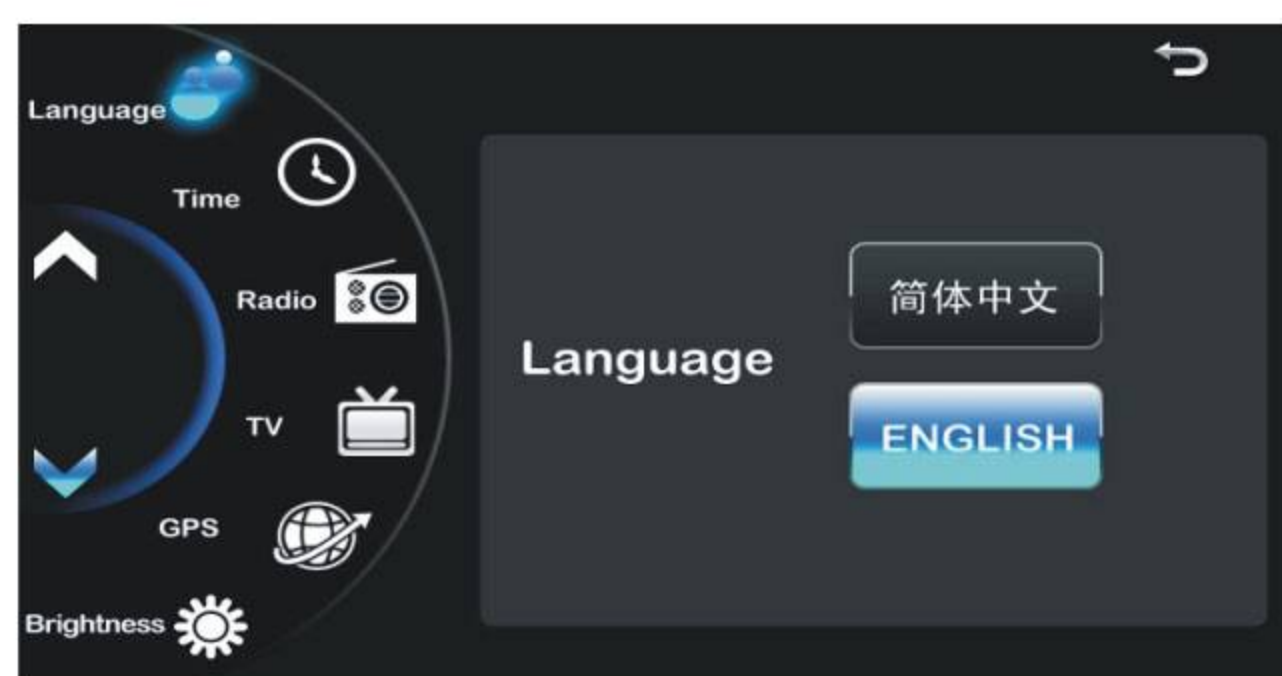 Language
Time
Radio
TV
GPS
Brightness
Language
简体中文
ENGLISH